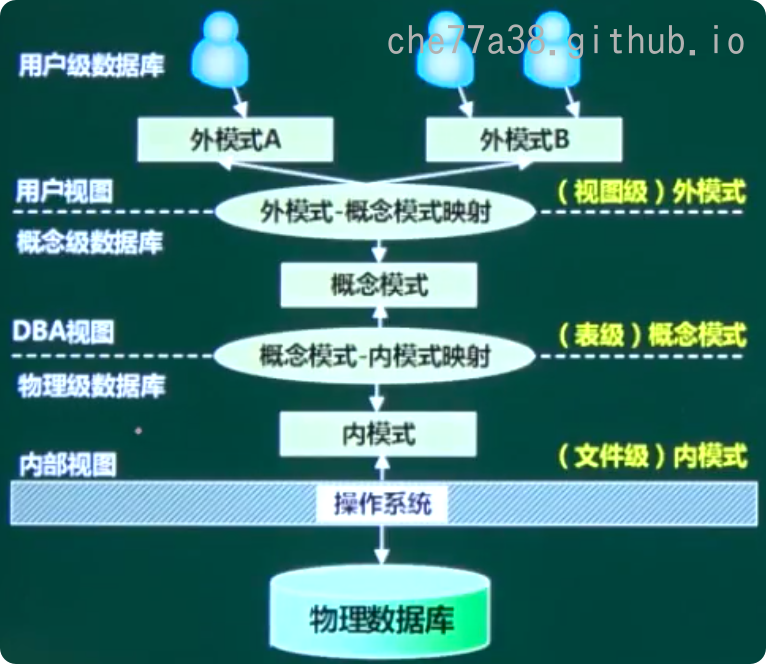 che77a38.github.io
用户级数据库
外模式A
外模式B
用户视图
（视图级）外模式
外模式-概念模式映射
概念级数据库
概念模式
DBA视图
（表级）概念模式
概念模式-内模式映射
物理级数据库
内模式
内部视图
（文件级）内模式
操作系统
物理数据库